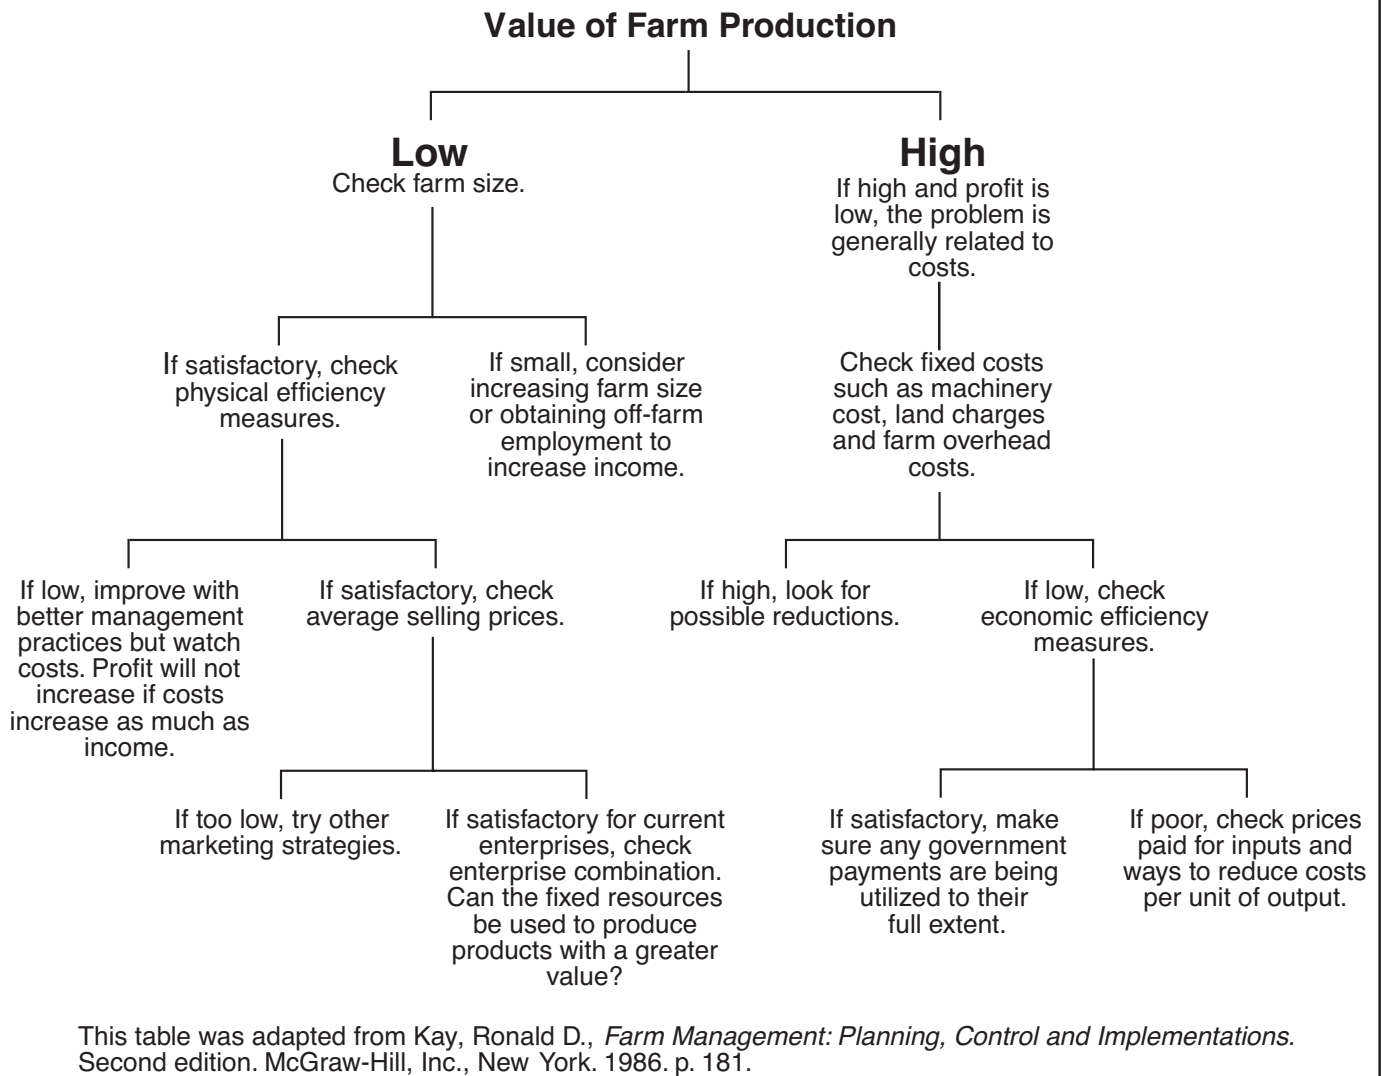 Value of Farm Production
Low
Check farm size.
High
If high and profit is
low, the problem is
generally related to
costs.
If satisfactory, check
physical efficiency
measures.
If small, consider
increasing farm size
or obtaining off-farm
employment to
increase income.
Check fixed costs
such as machinery
cost, land charges
and farm overhead
costs.
If low, improve with
better management
practices but watch
costs. Profit will not
increase if costs
increase as much as
income.
If satisfactory, check
average selling prices.
If high, look for
possible reductions.
If low, check
economic efficiency
measures.
If too low, try other
marketing strategies.
If satisfactory for current
enterprises, check
enterprise combination.
Can the fixed resources
be used to produce
products with a greater
value?
If satisfactory, make
sure any government
payments are being
utilized to their
full extent.
If poor, check prices
paid for inputs and
ways to reduce costs
per unit of output.
This table was adapted from Kay, Ronald D., Farm Management: Planning, Control and Implementations.
Second edition. McGraw-Hill, Inc., New York. 1986. p. 181.